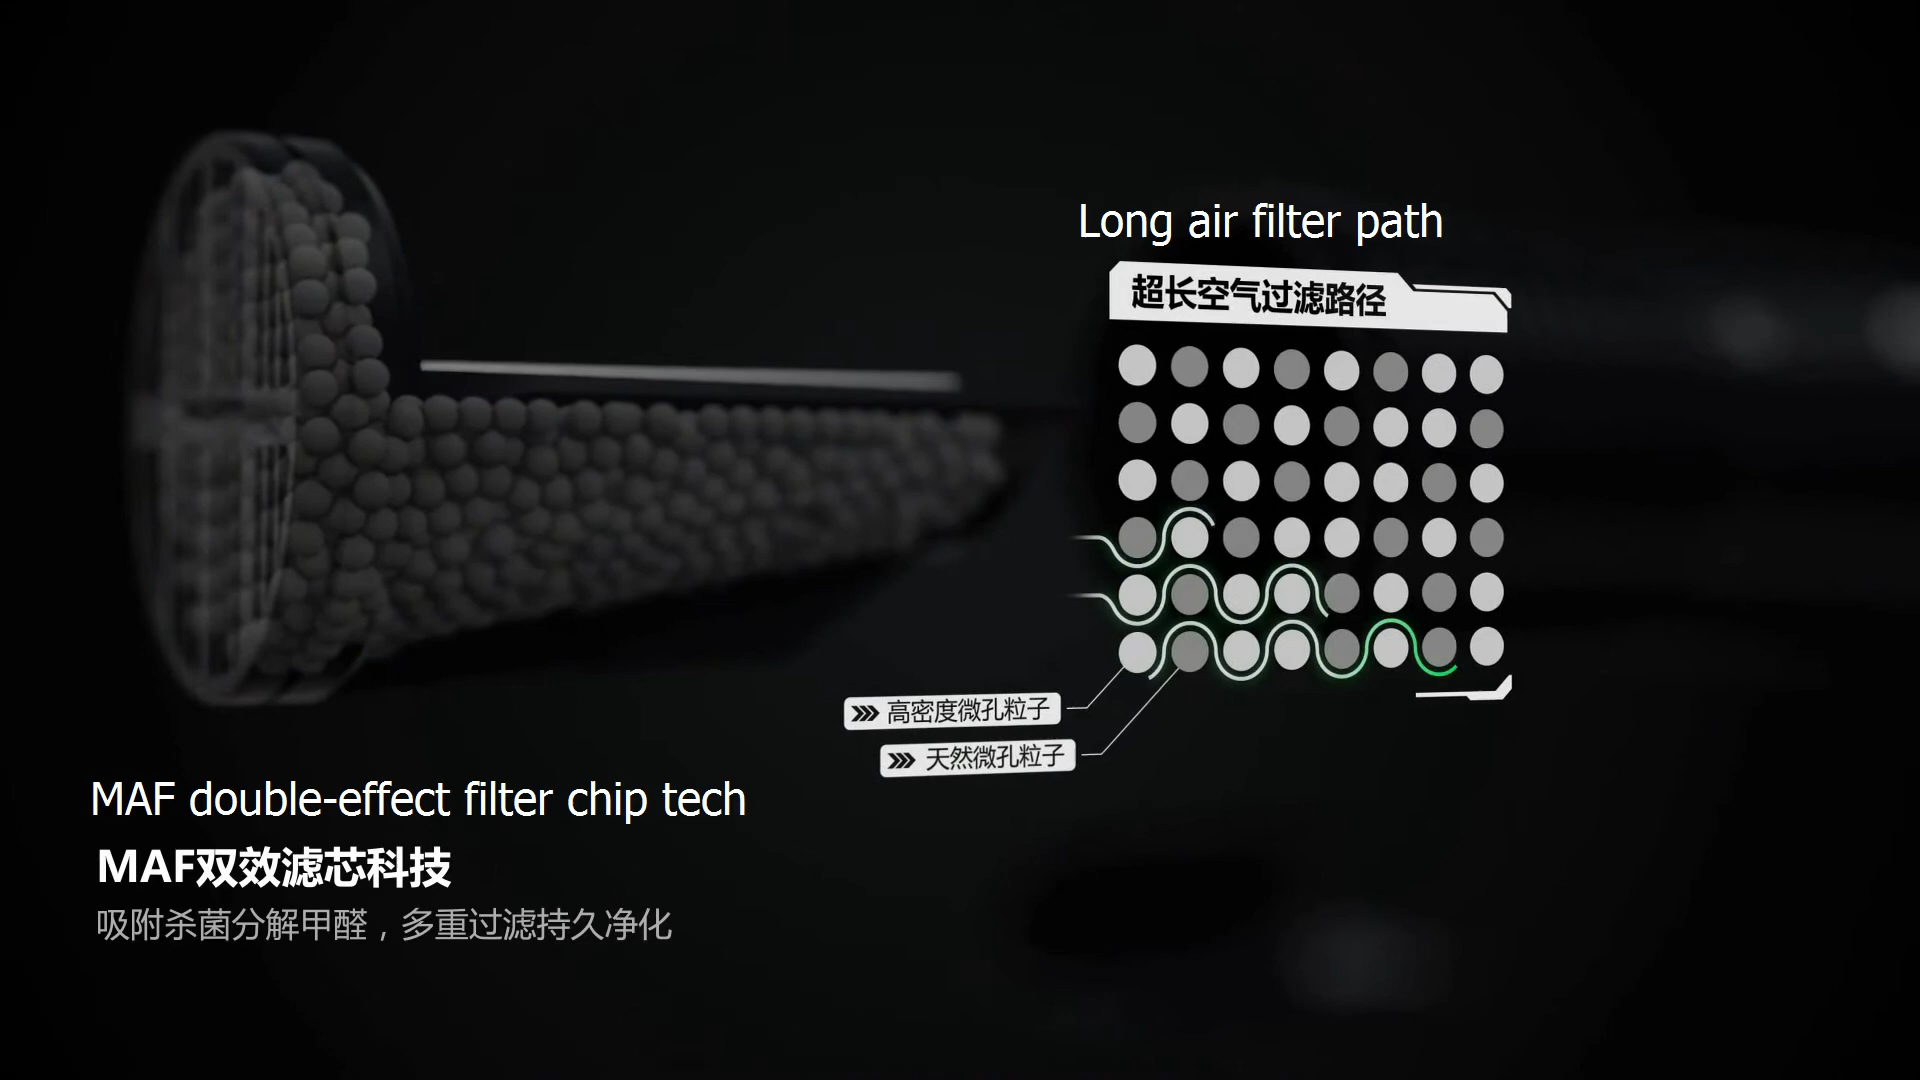 Long air filter path
超长空气过滤路径
高密度微孔粒子
天然微孔粒子
MAF double-effect filter chip tech
MAF双效滤芯科技
吸附杀菌分解甲醛，多重过滤持久净化